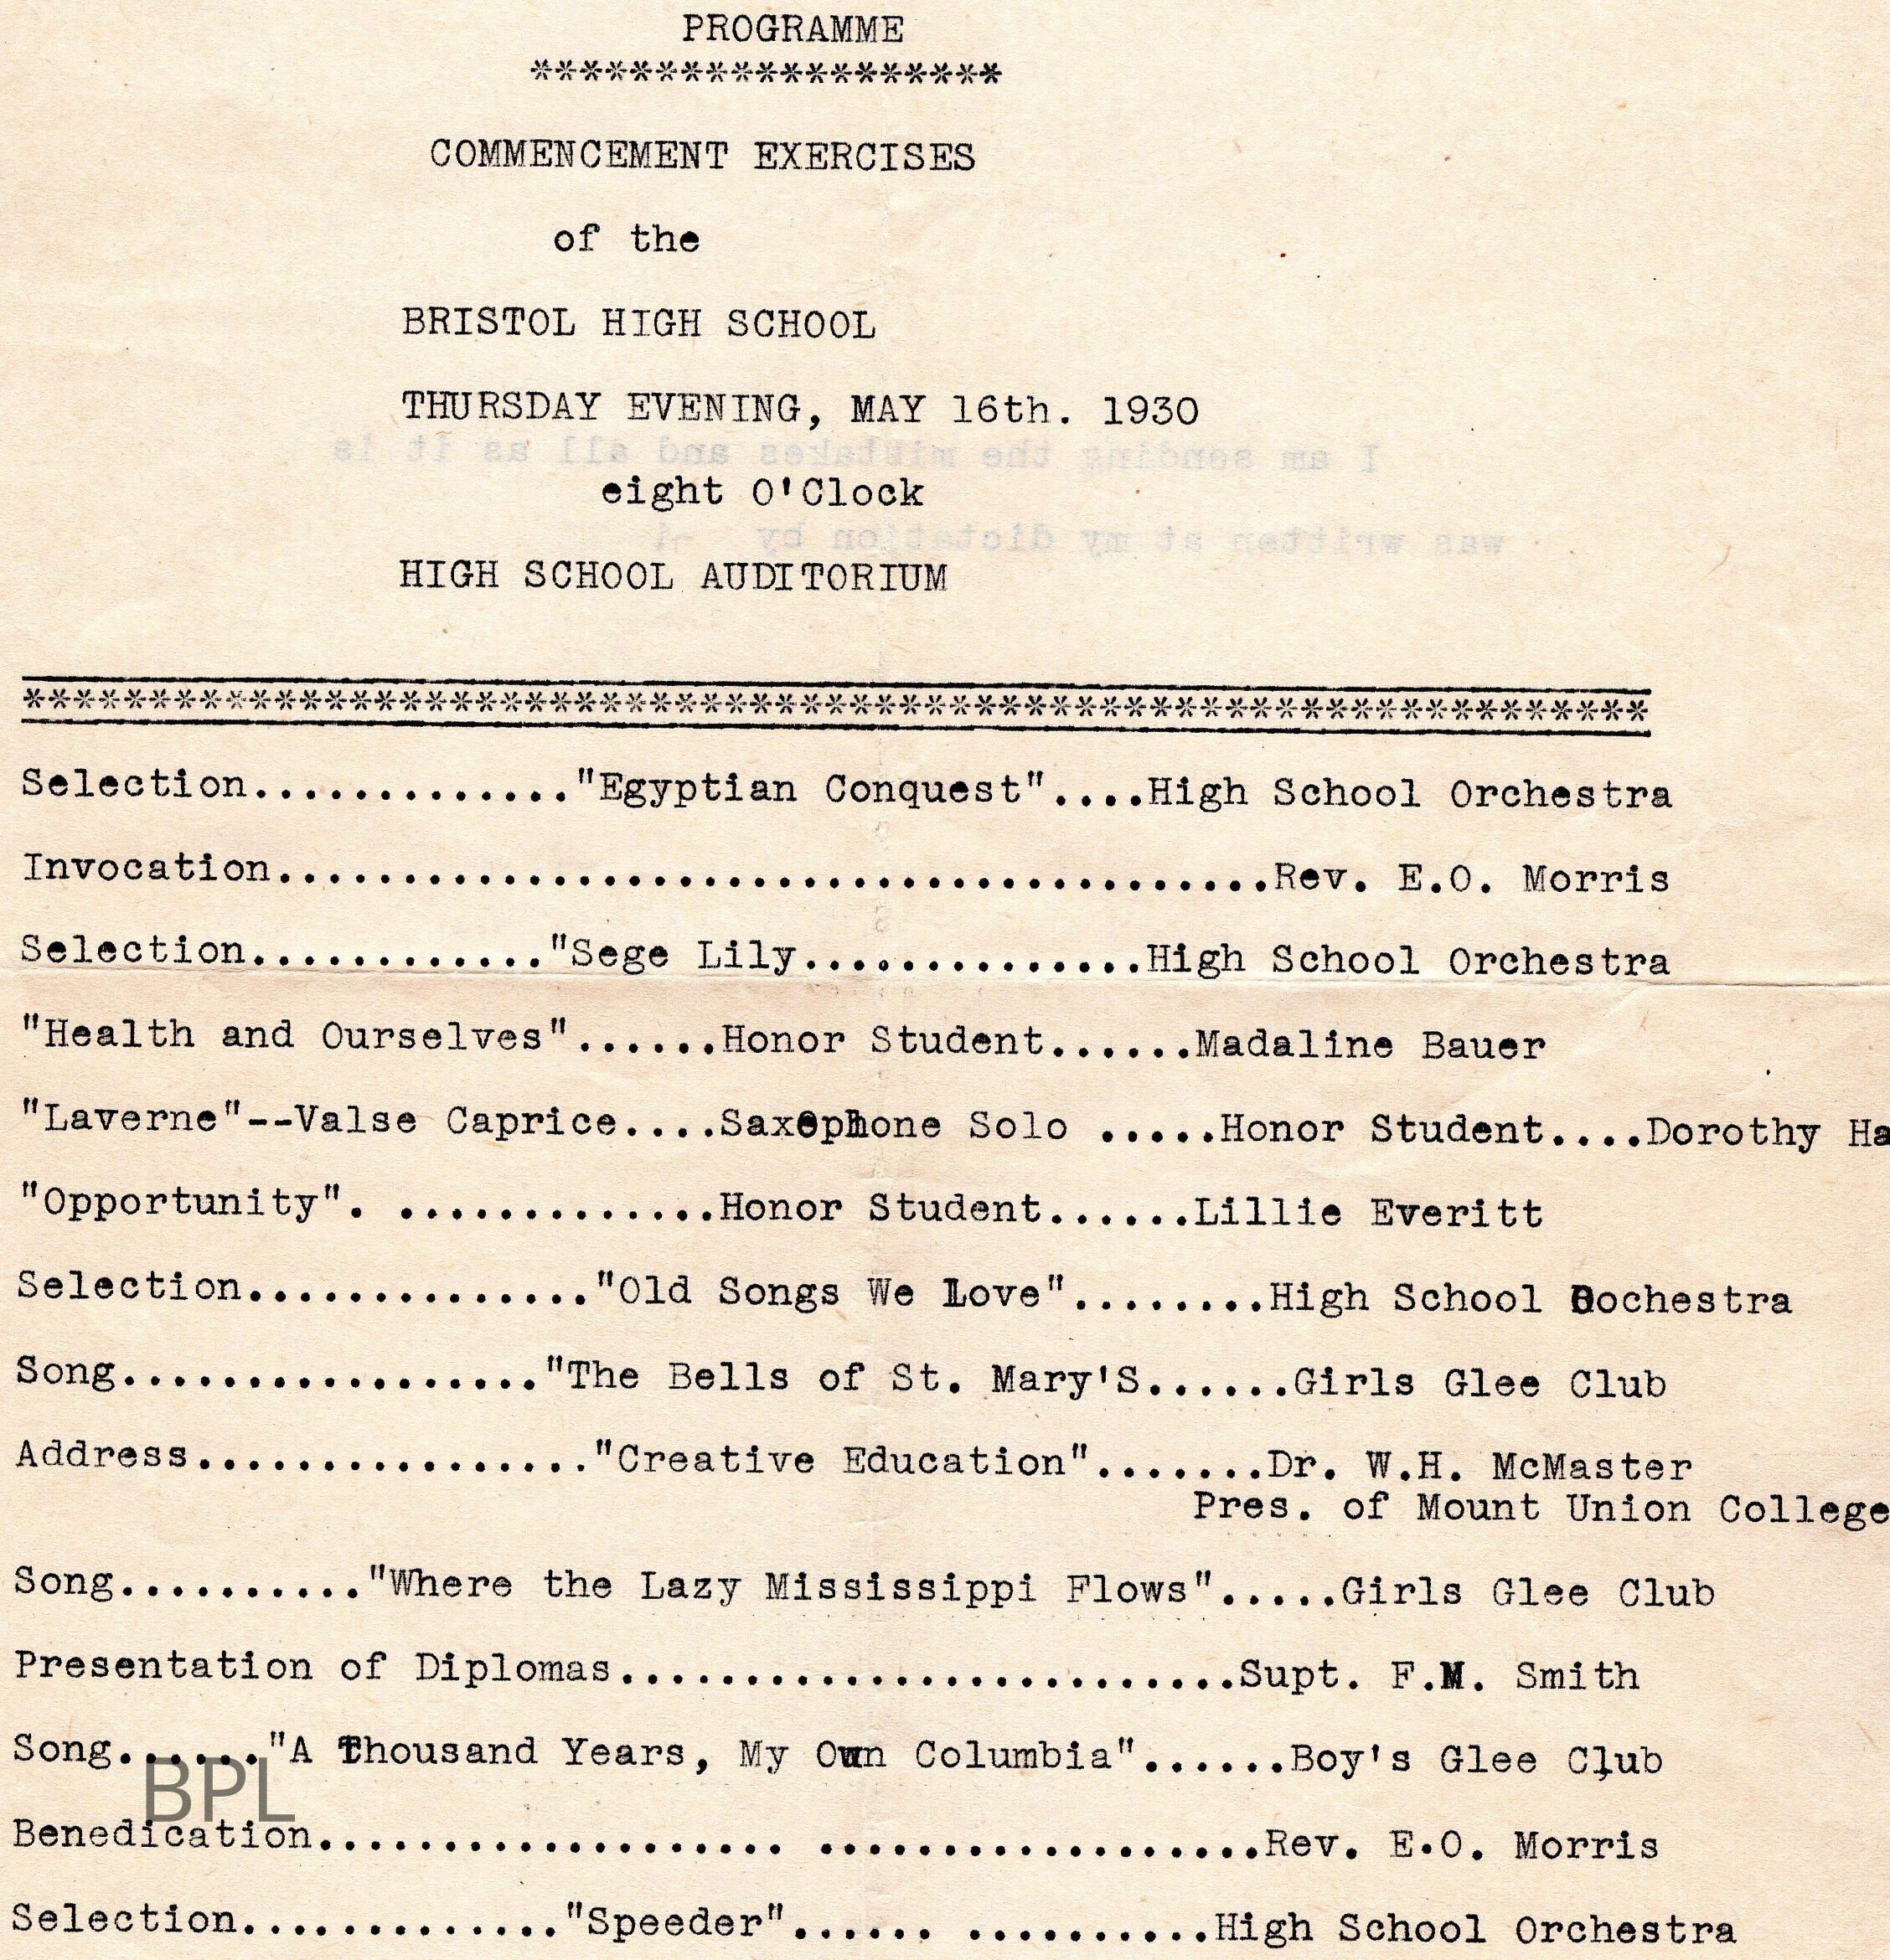 PROGRAMME
*******************
COMMENCEMENT EXERCISES
of the
BRISTOL HIGH SCHOOL
THURSDAY EVENING, MAY 16th. 1930
I am sending the mistakes and all as it is
eight O'Clock
was written at my dictation by
HIGH SCHOOL AUDITORIUM
*****************************************************************
Selection............."Egyptian Conquest"....High School Orchestra
Invocation........................................Rev. E.O. Morris
Selection............"Sege Lily..............High School Orchestra
"Health and Ourselves"......Honor Student......Madaline Bauer
"Laverne"--Valse Caprice....Saxophone Solo .....Honor Student....Dorothy Ha
"Opportunity". .............Honor Student......Lillie Everitt
Selection.............."Old Songs We Love"........High School Oochestra
Song................."The Bells of St. Mary'S......Girls Glee Club
Address................"Creative Education".......Dr. W.H. McMaster
Pres. of Mount Union College
Song.........."Where the Lazy Mississippi Flows".....Girls Glee Club
Presentation of Diplomas.........................Supt. F.M. Smith
Song......"A Thousand Years, My Own Columbia"......Boy's Glee Club
BPL
Benedication................... ..................Rev. E.O. Morris
Selection............."Speeder"...... ..........High School Orchestra